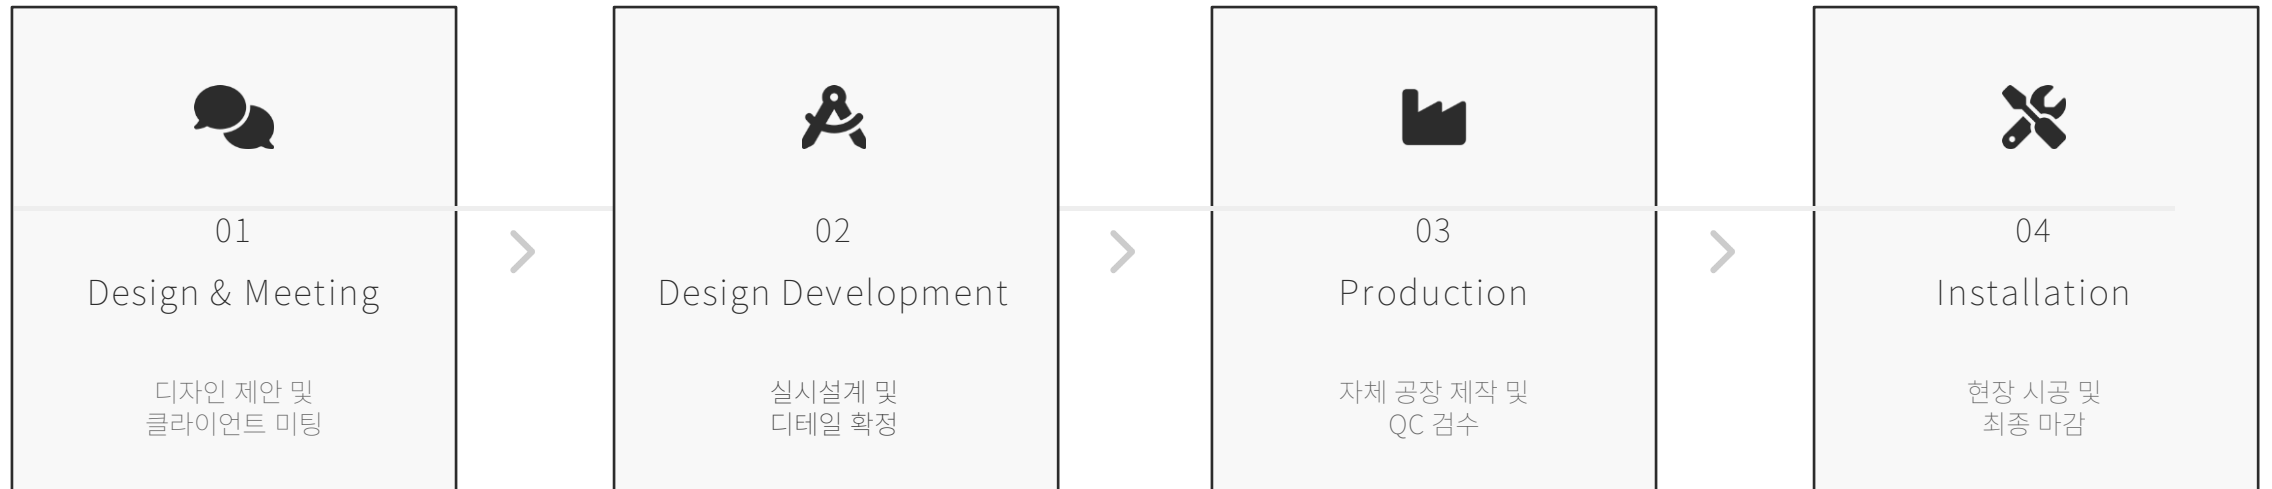 01
Design & Meeting
디자인 제안 및
클라이언트 미팅
02
Design Development
실시설계 및
디테일 확정
03
Production
자체 공장 제작 및
QC 검수
04
Installation
현장 시공 및
최종 마감